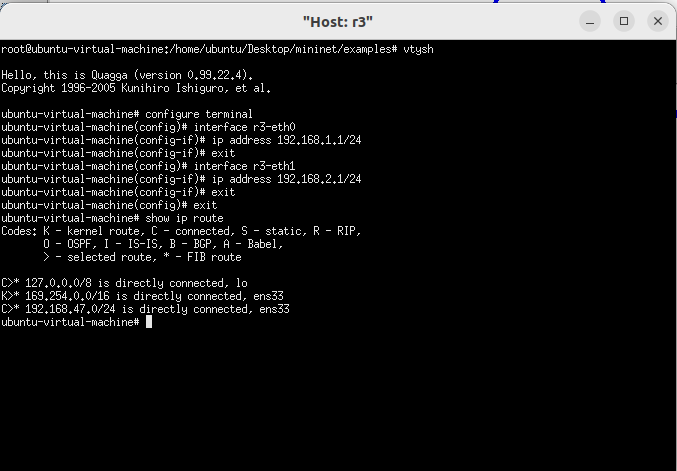 "Host: r3"
root@ubuntu-virtual-machine:/home/ubuntu/Desktop/mininet/examples# vtysh
Hello, this is Quagga (version 0.99.22.4).
Copyright 1996-2005 Kunihiro Ishiguro, et al.
ubuntu-virtual-machine# configure terminal
ubuntu-virtual-machine(config)# interface r3-eth0
ubuntu-virtual-machine(config-if)# ip address 192.168.1.1/24
ubuntu-virtual-machine(config-if)# exit
ubuntu-virtual-machine(config)# interface r3-eth1
ubuntu-virtual-machine(config-if)# ip address 192.168.2.1/24
ubuntu-virtual-machine(config-if)# exit
ubuntu-virtual-machine(config)# exit
ubuntu-virtual-machine# show ip route
Codes: K - kernel route, C - connected, S - static, R - RIP,
       O - OSPF, I - IS-IS, B - BGP, A - Babel,
       > - selected route, * - FIB route
C>* 127.0.0.0/8 is directly connected, lo
K>* 169.254.0.0/16 is directly connected, ens33
C>* 192.168.47.0/24 is directly connected, ens33
ubuntu-virtual-machine#